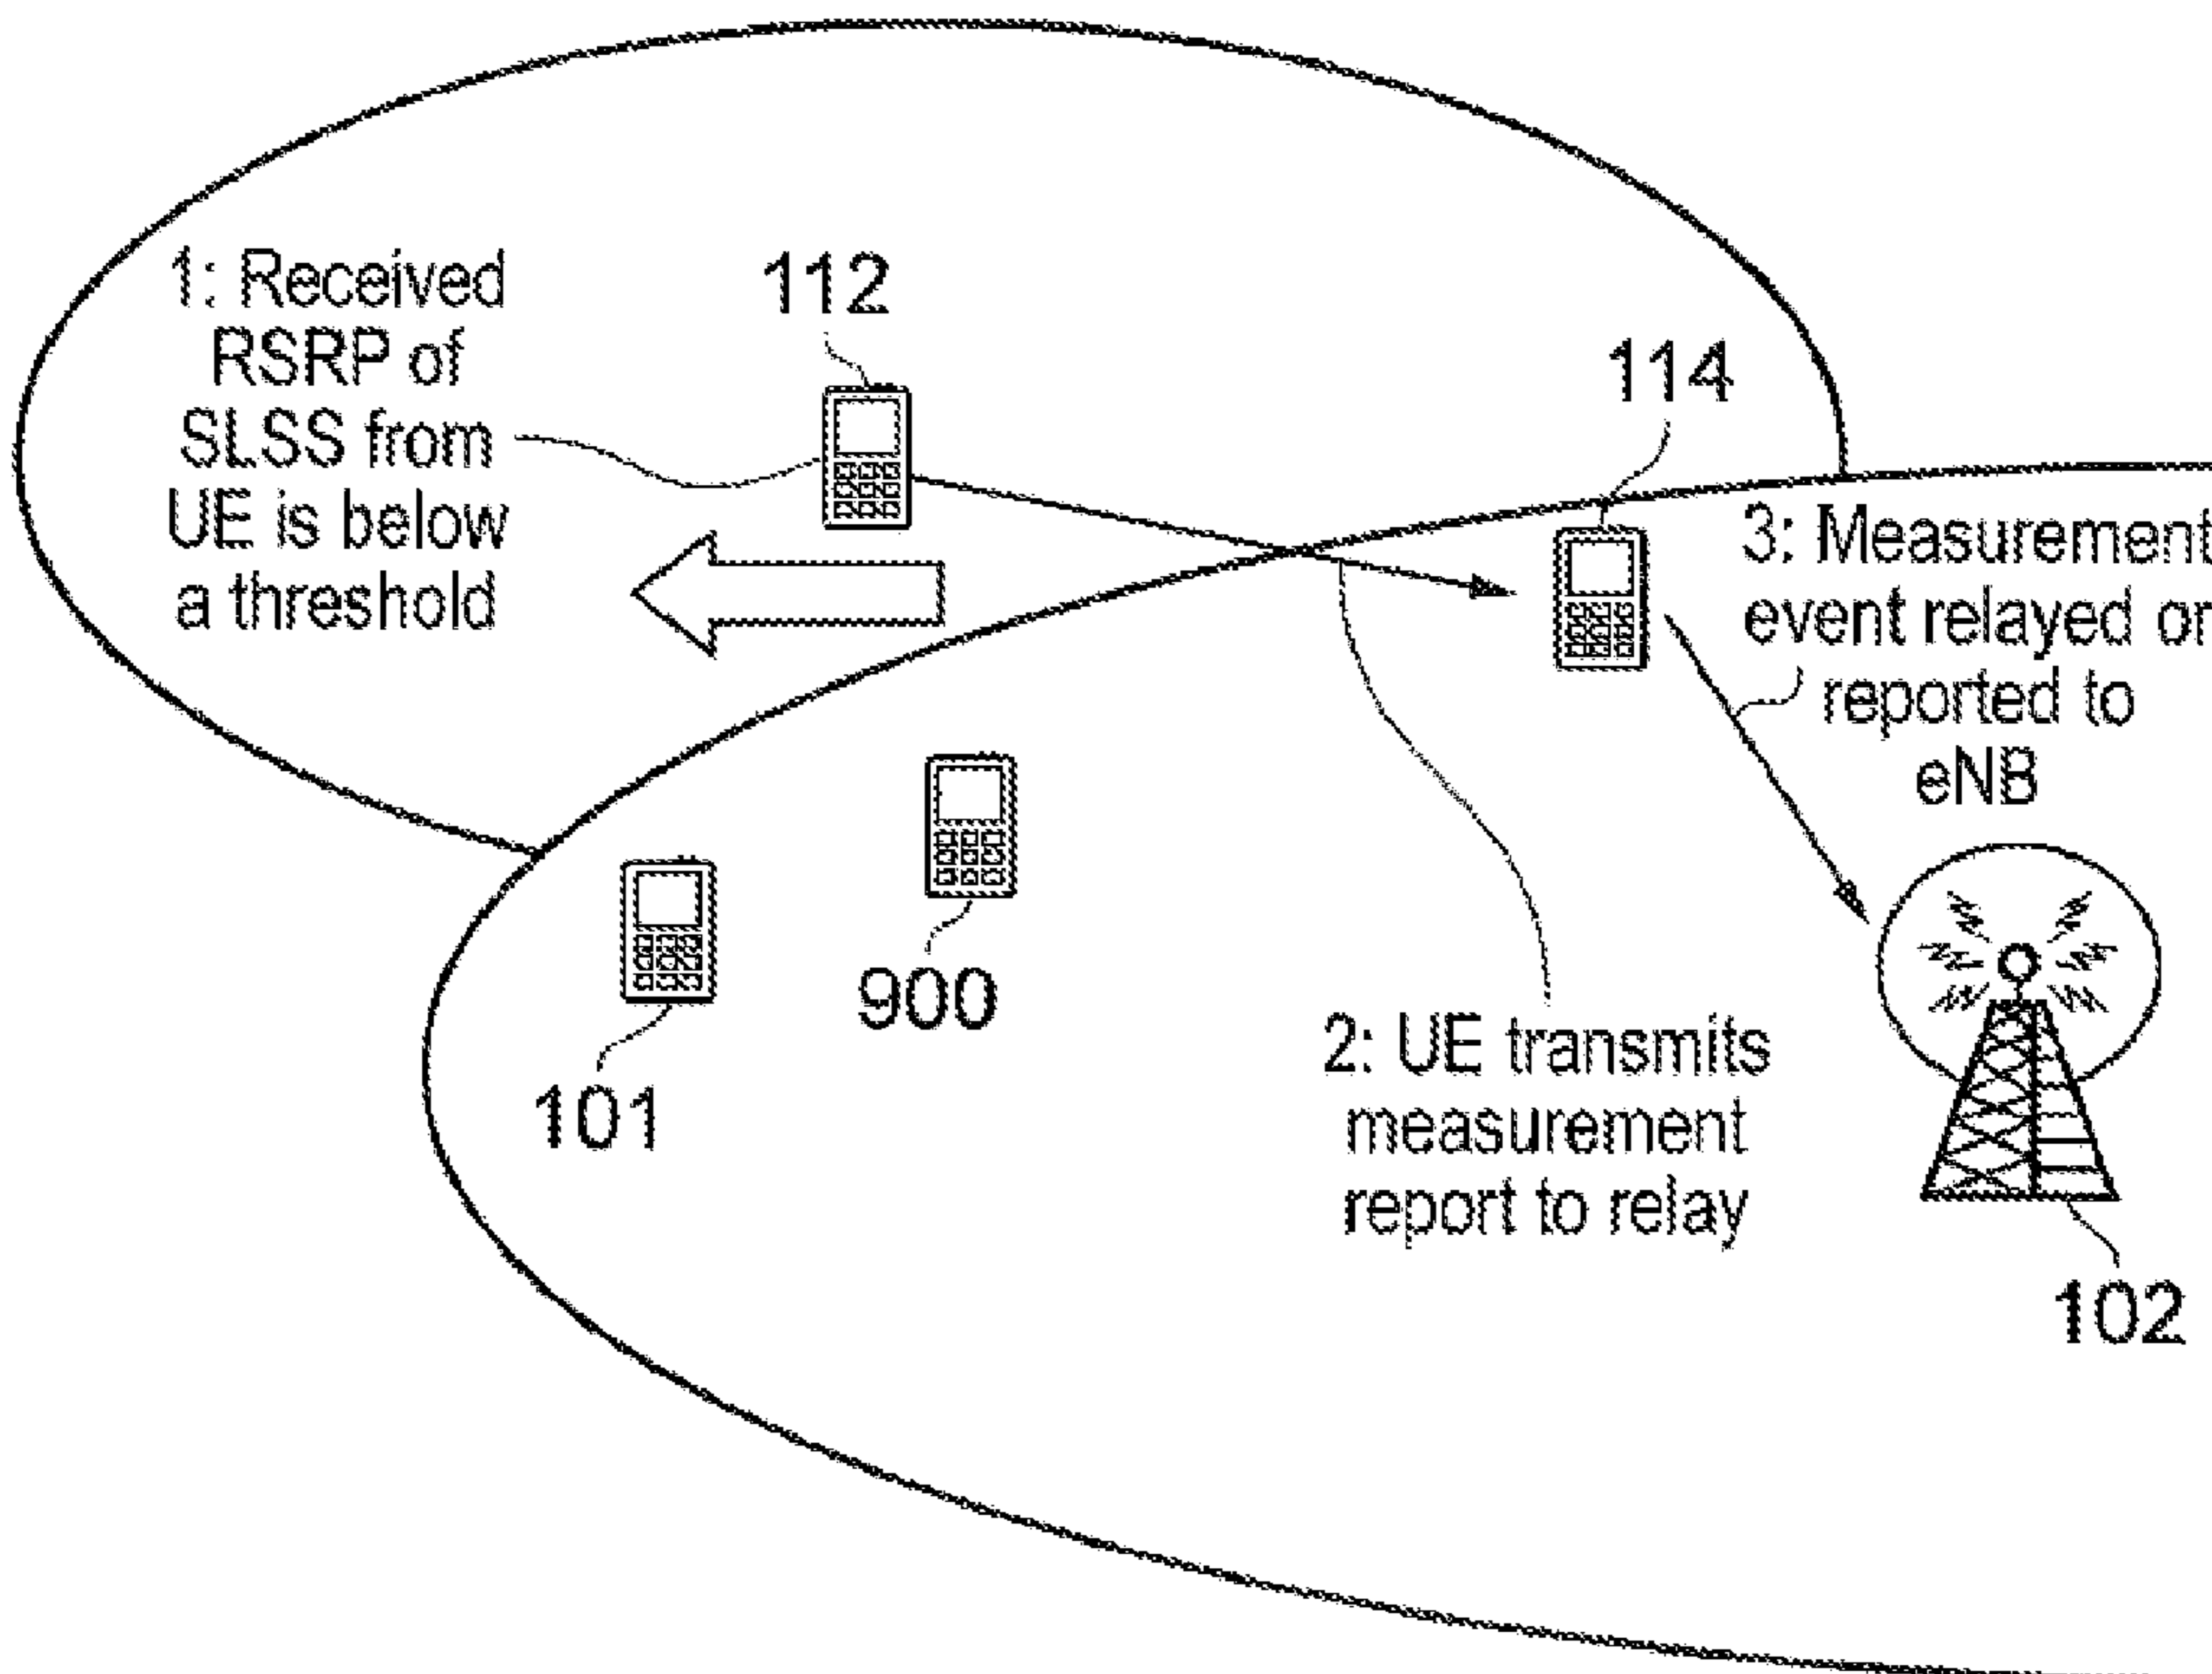 1: Received
RSRP of
SLSS from
UE is below
a threshold
112
114
3: Measurement
event relayed or
reported to
eNB
900
101
2: UE transmits
measurement
report to relay
102